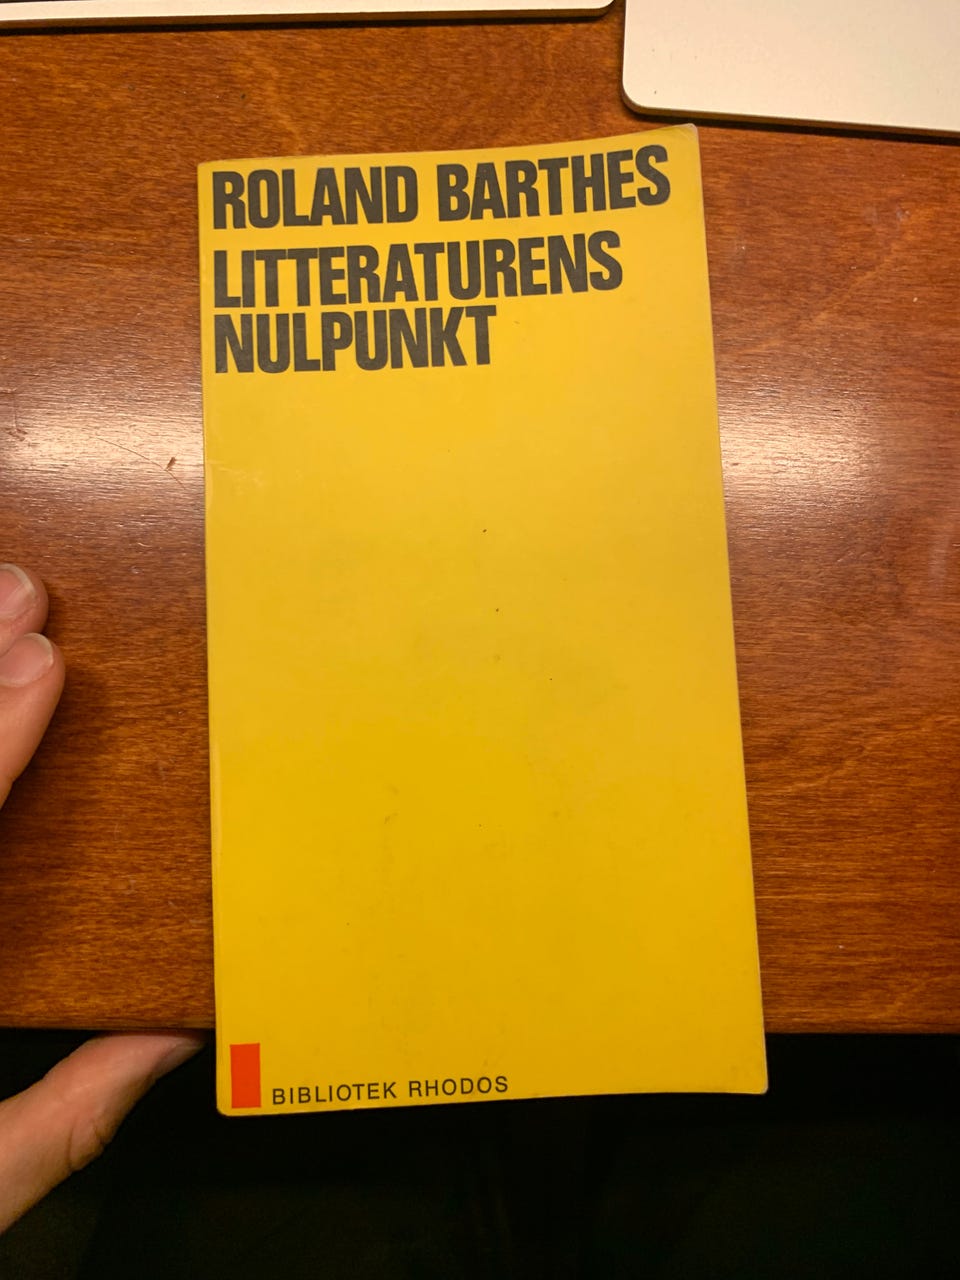 ROLAND BARTHES
LITTERATURENS
NULPUNKT
BIBLIOTEK RHODOS